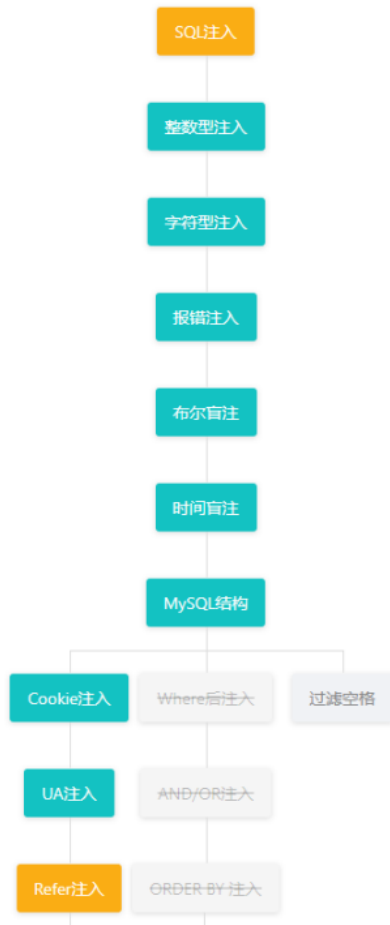 SQL注入
整数型注入
字符型注入
报错注入
布尔盲注
时间盲注
MySQL结构
Cookie注入
Where后注入
过滤空格
UA注入
AND/OR注入
Refer注入
ORDER BY 注入